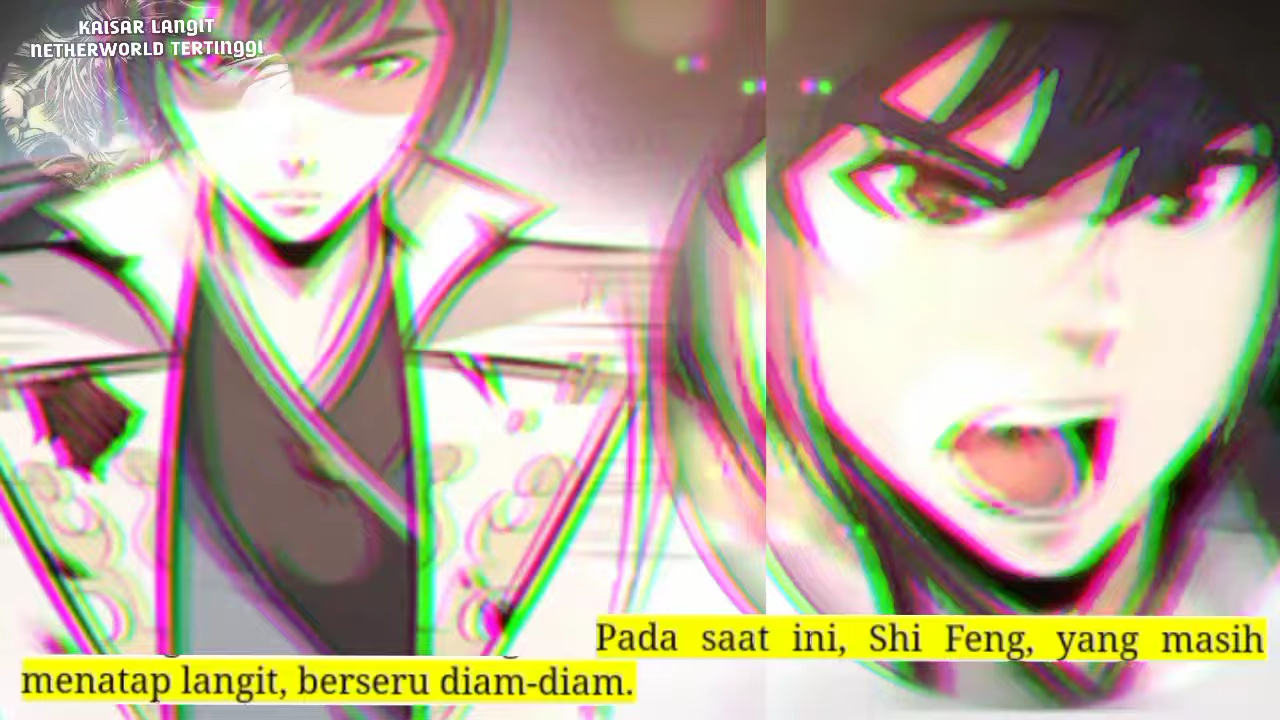 KAISAR LANGIT
NETHERWORLD TERTINGGI
Pada saat ini, Shi Feng, yang masih
menatap langit, berseru diam-diam.